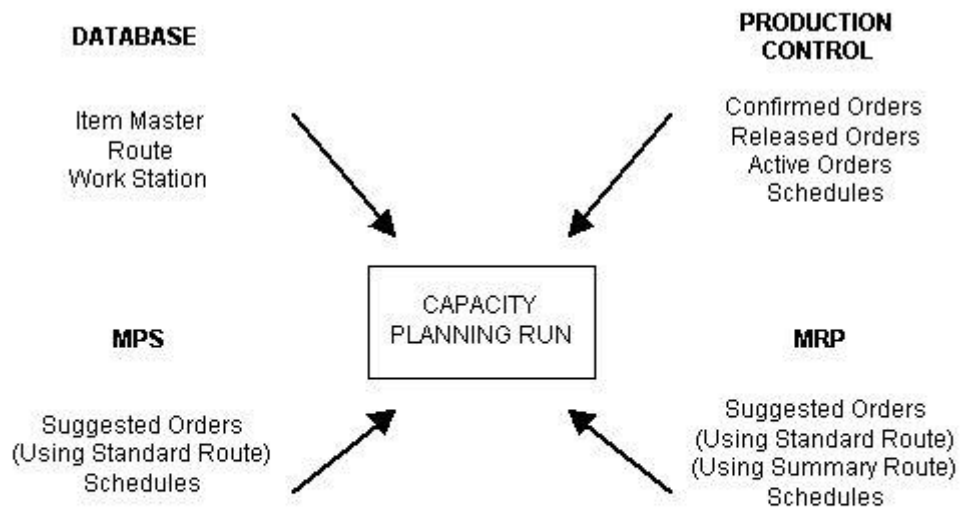 DATABASE
Item Master
Route
Work Station
PRODUCTION
CONTROL
Confirmed Orders
Released Orders
Active Orders
Schedules
CAPACITY
PLANNING RUN
MPS
Suggested Orders
(Using Standard Route)
Schedules
MRP
Suggested Orders
(Using Standard Route)
(Using Summary Route)
Schedules